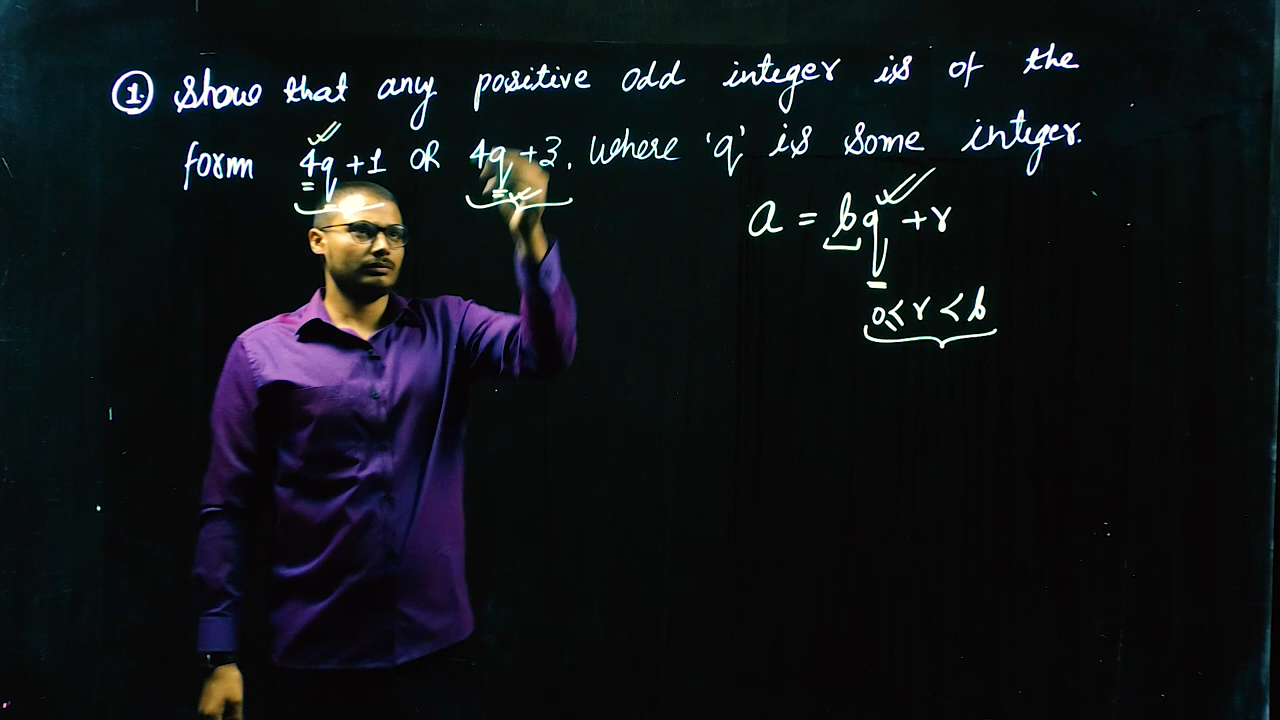 ① Show that any positive odd integer is of the
form 4q +1 OR 4q +3, Where 'q' is some integer.
a = bq + r
0 ≤ r < b